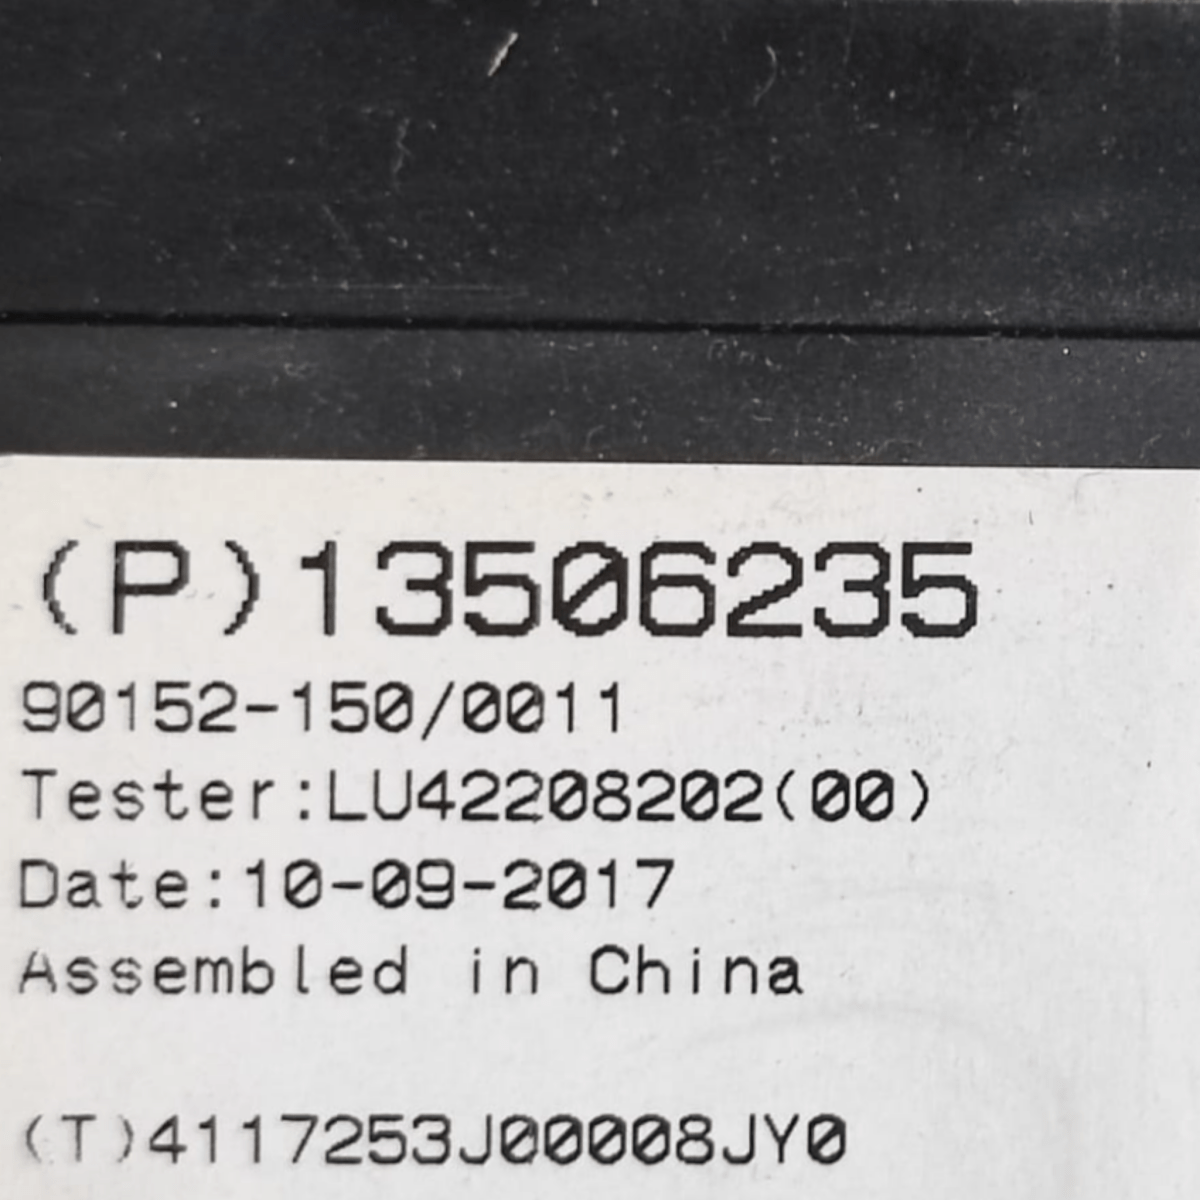 (P)13506235
90152-150/0011
Tester:LU42208202(00)
Date:10-09-2017
Assembled in China
(T)4117253J00008JY0